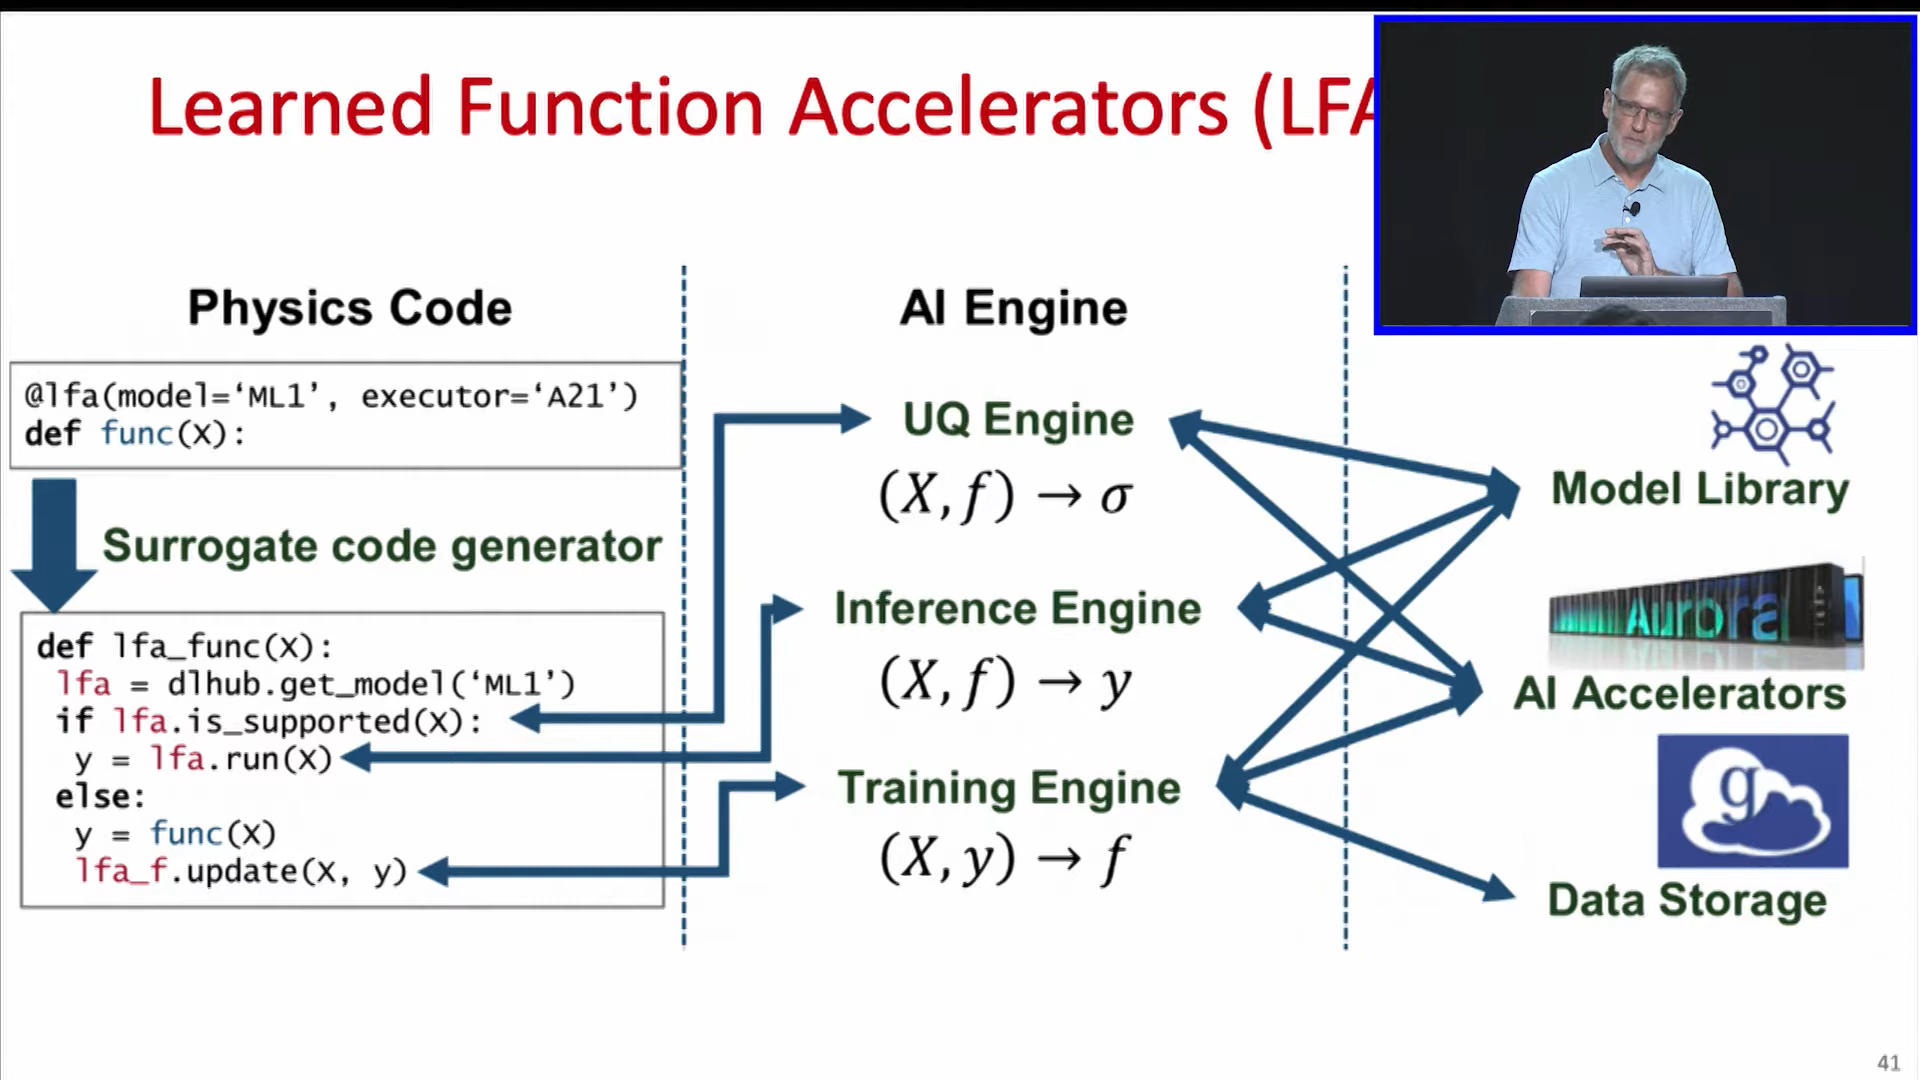 Learned Function Accelerators (LFA
Physics Code
@lfa(model=‘ML1’, executor=‘A21’)
def func(X):
Surrogate code generator
def lfa_func(X):
lfa = dlhub.get_model(‘ML1’)
if lfa.is_supported(X):
y = lfa.run(X)
else:
y = func(X)
lfa_f.update(X, y)
AI Engine
UQ Engine
(X, f) → σ
Inference Engine
(X, f) → y
Training Engine
(X, y) → f
Model Library
Aurora
AI Accelerators
g
Data Storage
41